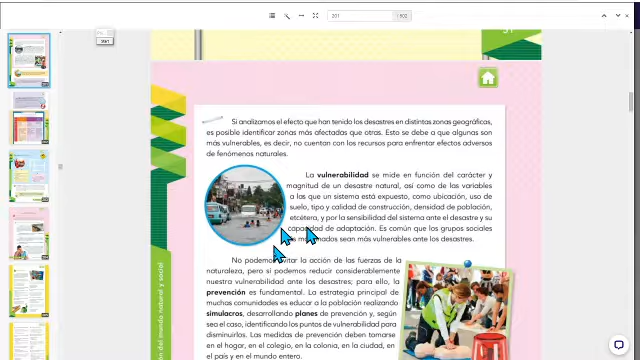 201
602
51
Si analizamos el efecto que han tenido los desastres en distintas zonas geográficas,
es posible identificar zonas más afectadas que otras. Esto se debe a que algunas son
más vulnerables, es decir, no cuentan con los recursos para enfrentar efectos adversos
de fenómenos naturales.
La vulnerabilidad se mide en función del carácter y
magnitud de un desastre natural, así como de las variables
a las que un sistema está expuesto, como ubicación, uso de
suelo, tipo y calidad de construcción, densidad de población,
etcétera, y por la sensibilidad del sistema ante el desastre y su
capacidad de adaptación. Es común que los grupos sociales
marginados sean más vulnerables ante los desastres.
No podemos evitar la acción de las fuerzas de la
naturaleza, pero sí podemos reducir considerablemente
nuestra vulnerabilidad ante los desastres; para ello, la
prevención es fundamental. La estrategia principal de
muchas comunidades es educar a la población realizando
simulacros, desarrollando planes de prevención y, según
sea el caso, identificando los puntos de vulnerabilidad para
disminuirlos. Las medidas de prevención deben tomarse
en el hogar, en el colegio, en la colonia, en la ciudad, en
el país y en el mundo entero.
ón del mundo natural y social